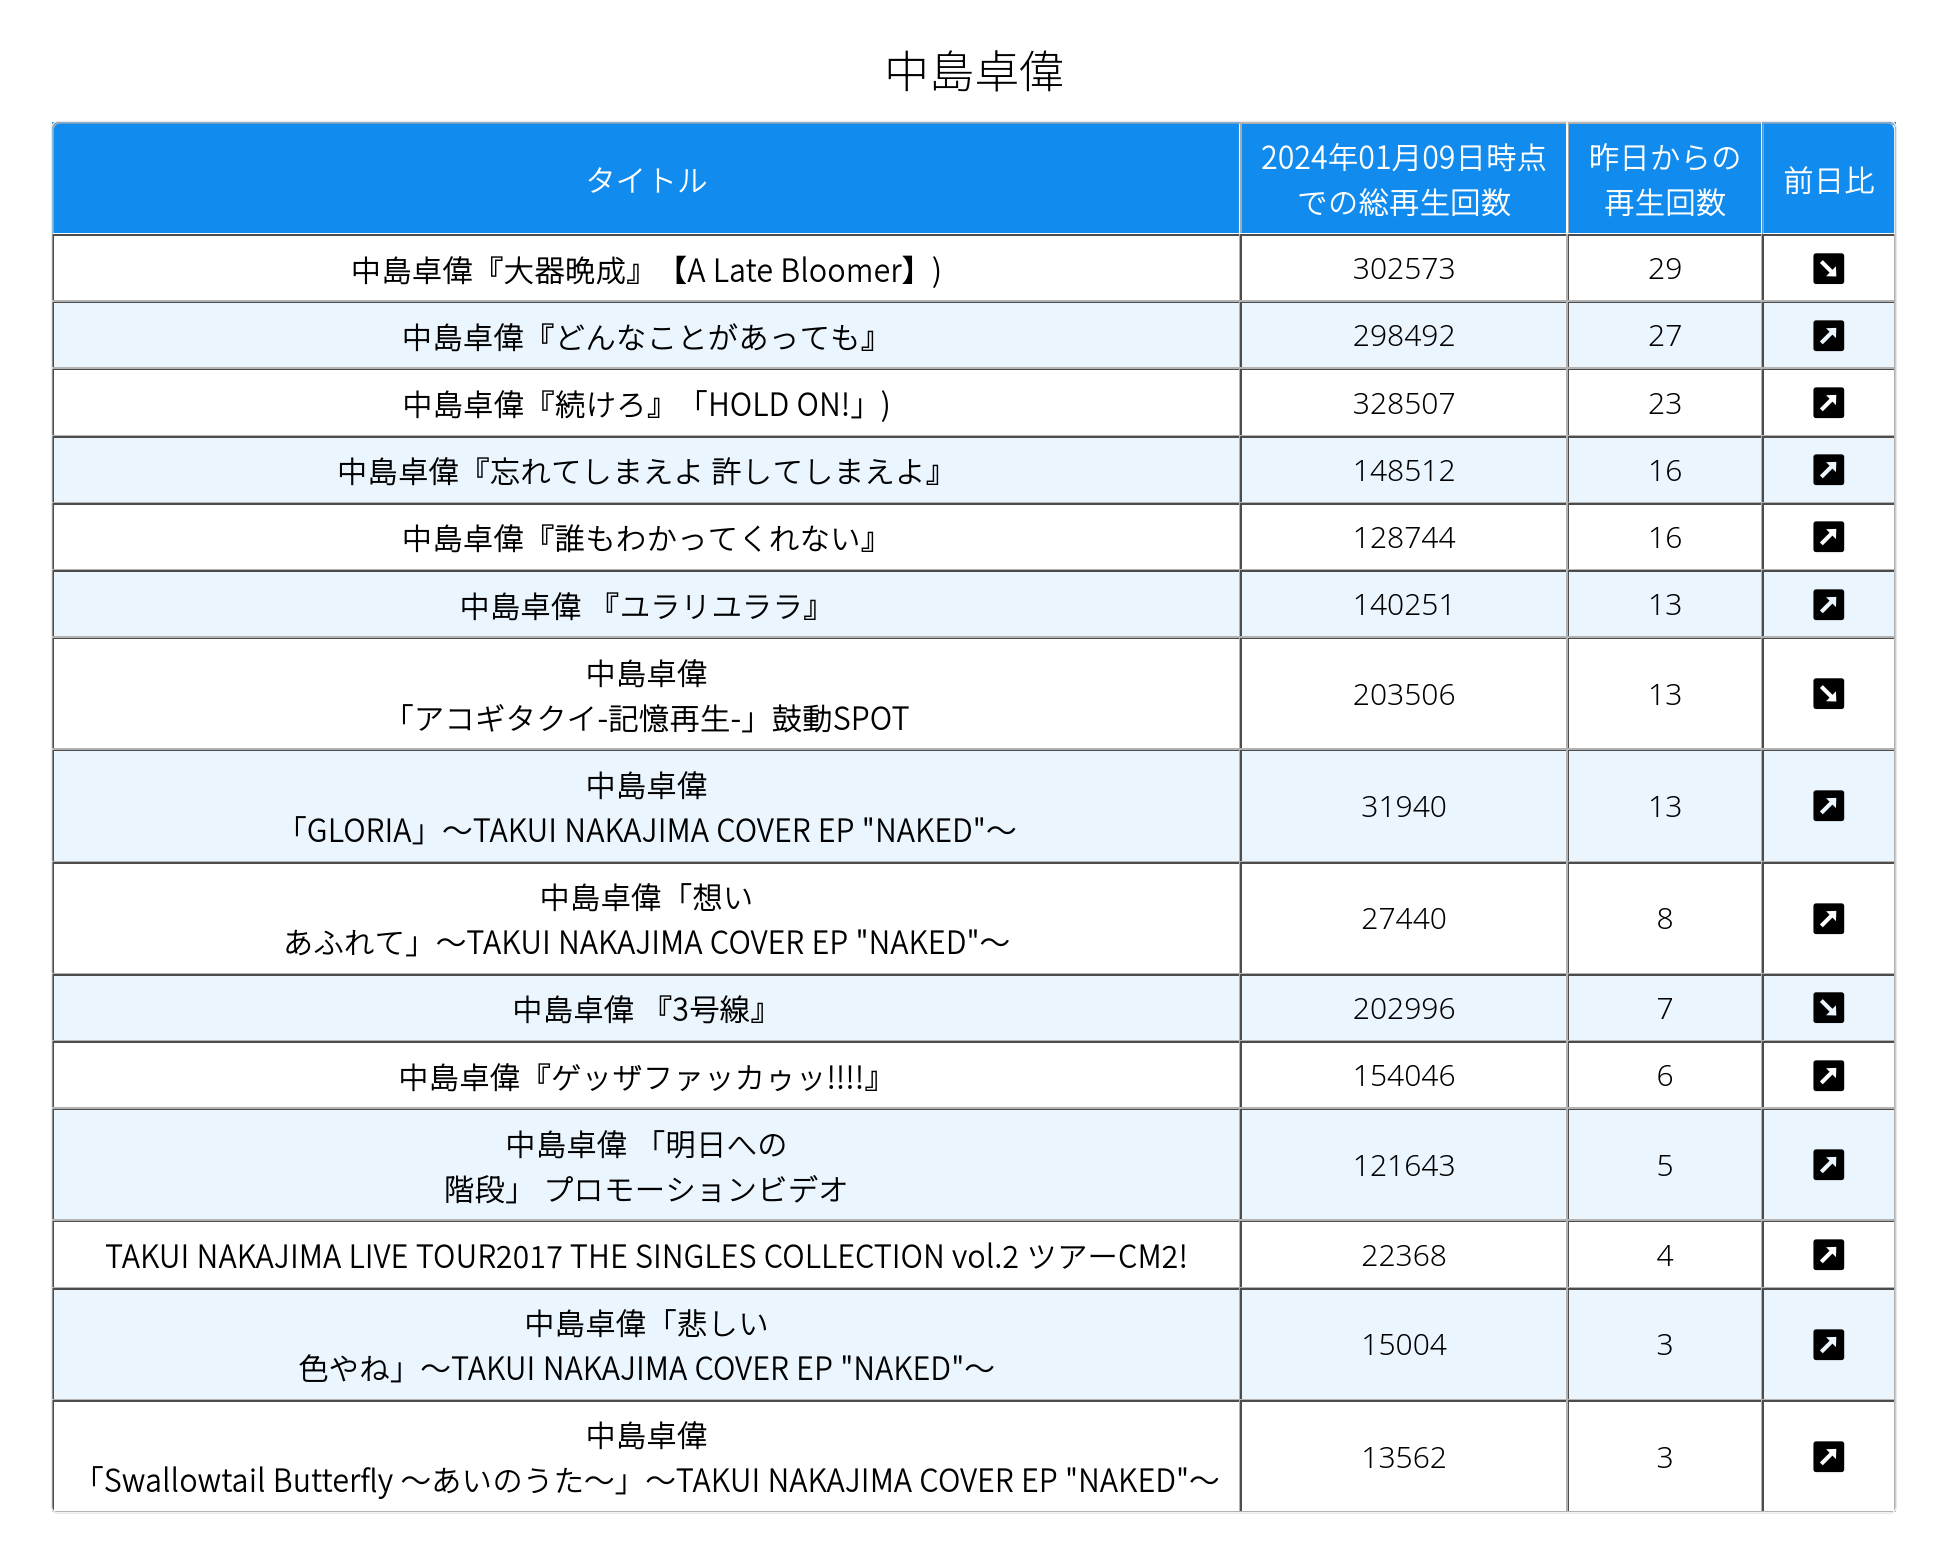 中島卓偉
タイトル
2024年01月09日時点
での総再生回数
昨日からの
再生回数
前日比
中島卓偉『大器晩成』【A Late Bloomer】)
302573
29
中島卓偉『どんなことがあっても』
298492
27
中島卓偉『続けろ』「HOLD ON!」)
328507
23
中島卓偉『忘れてしまえよ 許してしまえよ』
148512
16
中島卓偉『誰もわかってくれない』
128744
16
中島卓偉 『ユラリユララ』
140251
13
中島卓偉
「アコギタクイ-記憶再生-」鼓動SPOT
203506
13
中島卓偉
「GLORIA」～TAKUI NAKAJIMA COVER EP "NAKED"～
31940
13
中島卓偉「想い
あふれて」～TAKUI NAKAJIMA COVER EP "NAKED"～
27440
8
中島卓偉 『3号線』
202996
7
中島卓偉『ゲッザファッカゥッ!!!!』
154046
6
中島卓偉 「明日への
階段」 プロモーションビデオ
121643
5
TAKUI NAKAJIMA LIVE TOUR2017 THE SINGLES COLLECTION vol.2 ツアーCM2!
22368
4
中島卓偉「悲しい
色やね」～TAKUI NAKAJIMA COVER EP "NAKED"～
15004
3
中島卓偉
「Swallowtail Butterfly ～あいのうた～」～TAKUI NAKAJIMA COVER EP "NAKED"～
13562
3